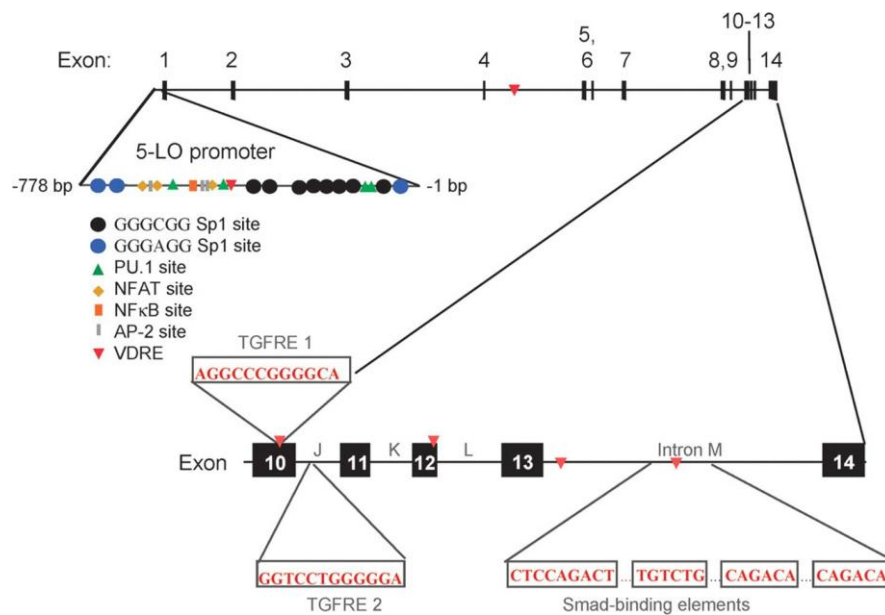 10-13
5,
Exon: 1 2 3 4 6 7 8,9 14
5-LO promoter
-778 bp -1 bp
GGGCGG Sp1 site
GGGAGG Sp1 site
PU.1 site
NFAT site
NFκB site
AP-2 site
VDRE
TGFRE 1
AGGCCCGGGGCA
Exon 10 J 11 K 12 L 13 Intron M 14
GGTCCTGGGGGA
CTCCAGACT ... TGTCTG ... CAGACA ... CAGACA
TGFRE 2
Smad-binding elements